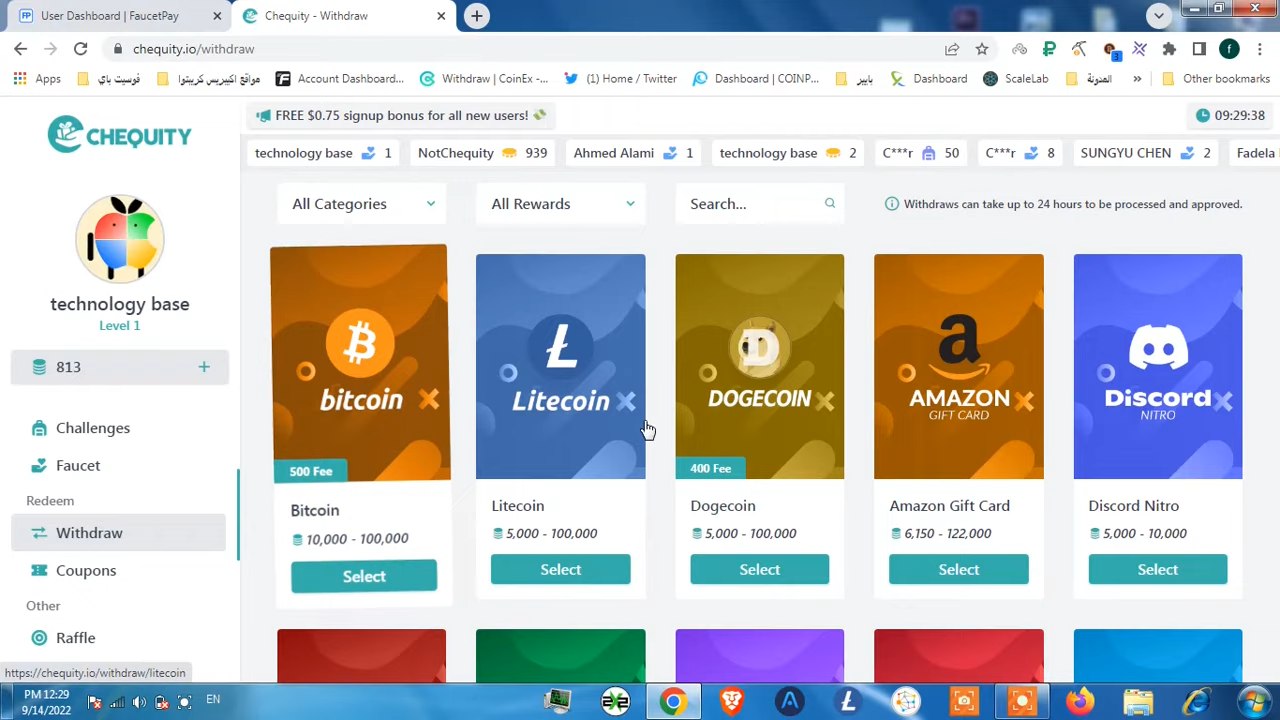 User Dashboard | FaucetPay
Chequity - Withdraw
chequity.io/withdraw
f
3
Apps
فوسيت باي
مواقع اكبيربس كريبتوا
Account Dashboard...
Withdraw | CoinEx -...
(1) Home / Twitter
Dashboard | COINP...
بايير
Dashboard
ScaleLab
المدونة
»
Other bookmarks
CHEQUITY
FREE $0.75 signup bonus for all new users!
09:29:38
technology base 1
NotChequity 939
Ahmed Alami 1
technology base 2
C***r 50
C***r 8
SUNGYU CHEN 2
Fadela
technology base
Level 1
813 +
Challenges
Faucet
Redeem
Withdraw
Coupons
Other
Raffle
All Categories
All Rewards
Search...
Withdraws can take up to 24 hours to be processed and approved.
bitcoin
500 Fee
Bitcoin
10,000 - 100,000
Select
Litecoin
Litecoin
5,000 - 100,000
Select
DOGECOIN
400 Fee
Dogecoin
5,000 - 100,000
Select
a
AMAZON
GIFT CARD
Amazon Gift Card
6,150 - 122,000
Select
Discord
NITRO
Discord Nitro
5,000 - 10,000
Select
https://chequity.io/withdraw/litecoin
PM 12:29
9/14/2022
EN